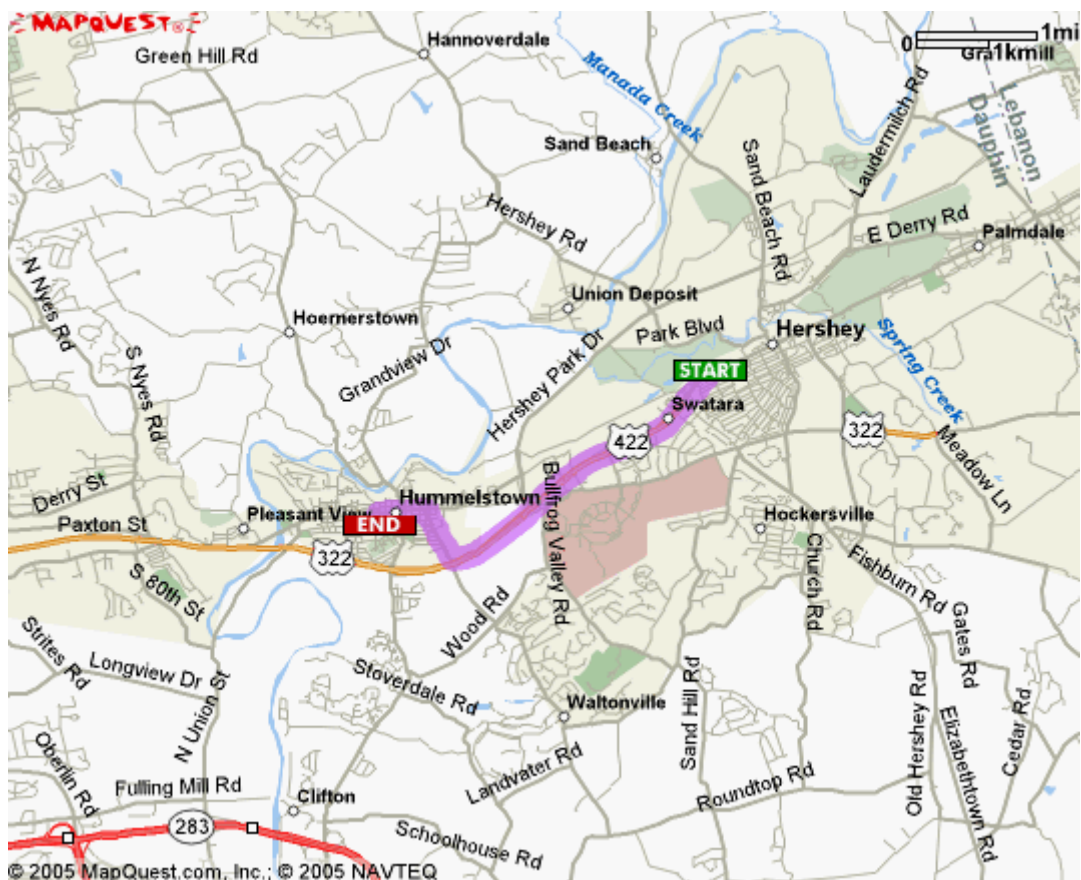 MAPQUEST®
0 1mi
Gra1kmill
Hannoverdale
Green Hill Rd
Manada Creek
Lebanon
Dauphin
Laudermilch Rd
Sand Beach
Sand Beach Rd
Hershey Rd
E Derry Rd
Palmdale
N Nyes Rd
Union Deposit
Hoernerstown
Park Blvd
Hershey
Spring Creek
S Nyes Rd
Grandview Dr
Hershey Park Dr
START
Swatara
422
322
Meadow Ln
Derry St
Hummelstown
Bullfrog Valley Rd
Paxton St
Pleasant View
END
Hockersville
322
S 80th St
Church Rd
Fishburn Rd
Wood Rd
Gates Rd
Strites Rd
Longview Dr
Stoverdale Rd
Sand Hill Rd
N Union St
Waltonville
Old Hershey Rd
Elizabethtown Rd
Cedar Rd
Oberlin Rd
Landvater Rd
Fulling Mill Rd
Clifton
Roundtop Rd
283
Schoolhouse Rd
© 2005 MapQuest.com, Inc.; © 2005 NAVTEQ